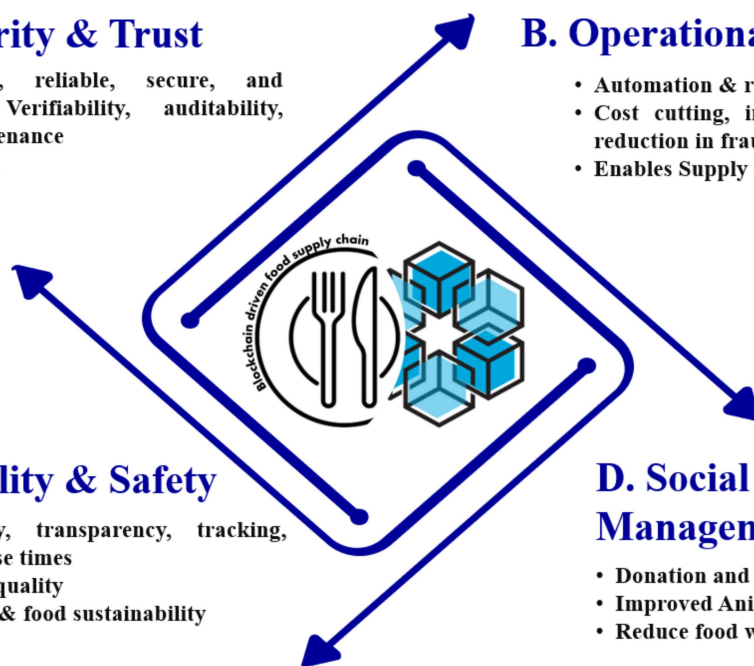 rity & Trust
, reliable, secure, and
Verifiability, auditability,
enance
B. Operationa
• Automation & r
• Cost cutting, i
reduction in frau
• Enables Supply
Blockchain driven food supply chain
lity & Safety
y, transparency, tracking,
se times
quality
& food sustainability
D. Social
Managen
• Donation and
• Improved Ani
• Reduce food w